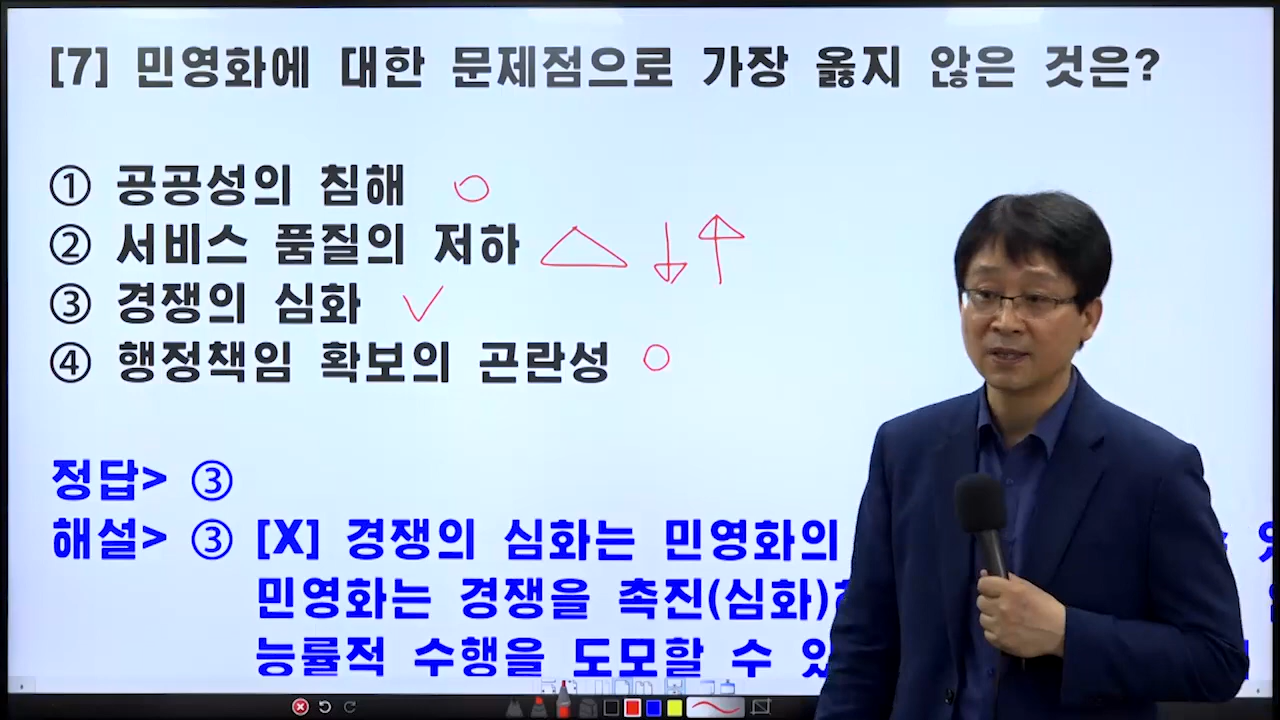 [7] 민영화에 대한 문제점으로 가장 옳지 않은 것은?
① 공공성의 침해
② 서비스 품질의 저하
③ 경쟁의 심화
④ 행정책임 확보의 곤란성
정답> ③
해설> ③ [X] 경쟁의 심화는 민영화의
민영화는 경쟁을 촉진(심화)
능률적 수행을 도모할 수